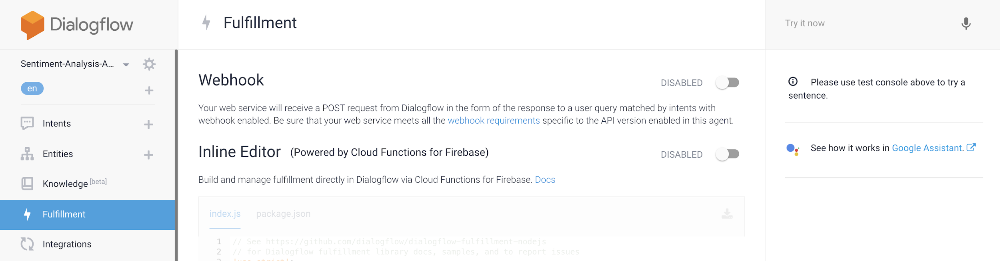 Dialogflow
Sentiment-Analysis-A...
en
Intents
Entities
Knowledge [beta]
Fulfillment
Integrations
Fulfillment
Webhook
DISABLED
Your web service will receive a POST request from Dialogflow in the form of the response to a user query matched by intents with
webhook enabled. Be sure that your web service meets all the webhook requirements specific to the API version enabled in this agent.
Inline Editor (Powered by Cloud Functions for Firebase)
DISABLED
Build and manage fulfillment directly in Dialogflow via Cloud Functions for Firebase. Docs
index.js package.json
1 // See https://github.com/dialogflow/dialogflow-fulfillment-nodejs
2 // for Dialogflow fulfillment library docs, samples, and to report issues
Try it now
Please use test console above to try a
sentence.
See how it works in Google Assistant.